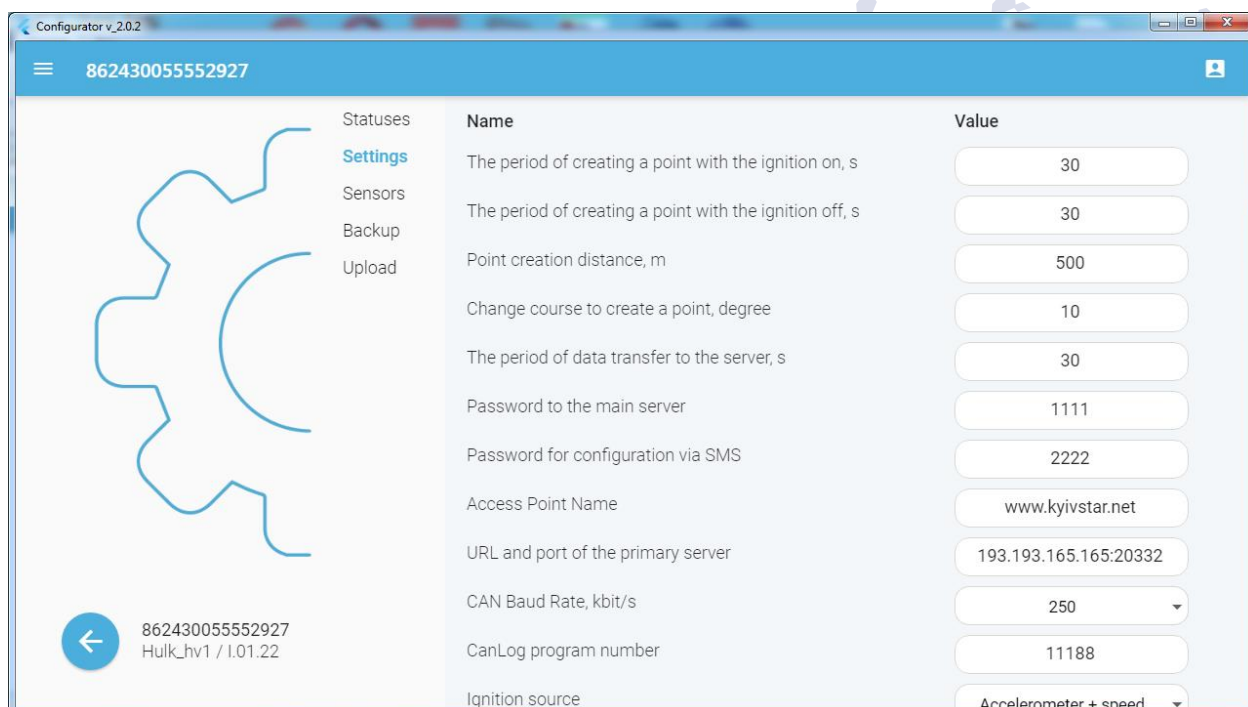 Configurator v_2.0.2
862430055552927
Statuses
Settings
Sensors
Backup
Upload
Name Value
The period of creating a point with the ignition on, s 30
The period of creating a point with the ignition off, s 30
Point creation distance, m 500
Change course to create a point, degree 10
The period of data transfer to the server, s 30
Password to the main server 1111
Password for configuration via SMS 2222
Access Point Name www.kyivstar.net
URL and port of the primary server 193.193.165.165:20332
CAN Baud Rate, kbit/s 250
CanLog program number 11188
Ignition source Accelerometer + speed
862430055552927
Hulk_hv1 / I.01.22